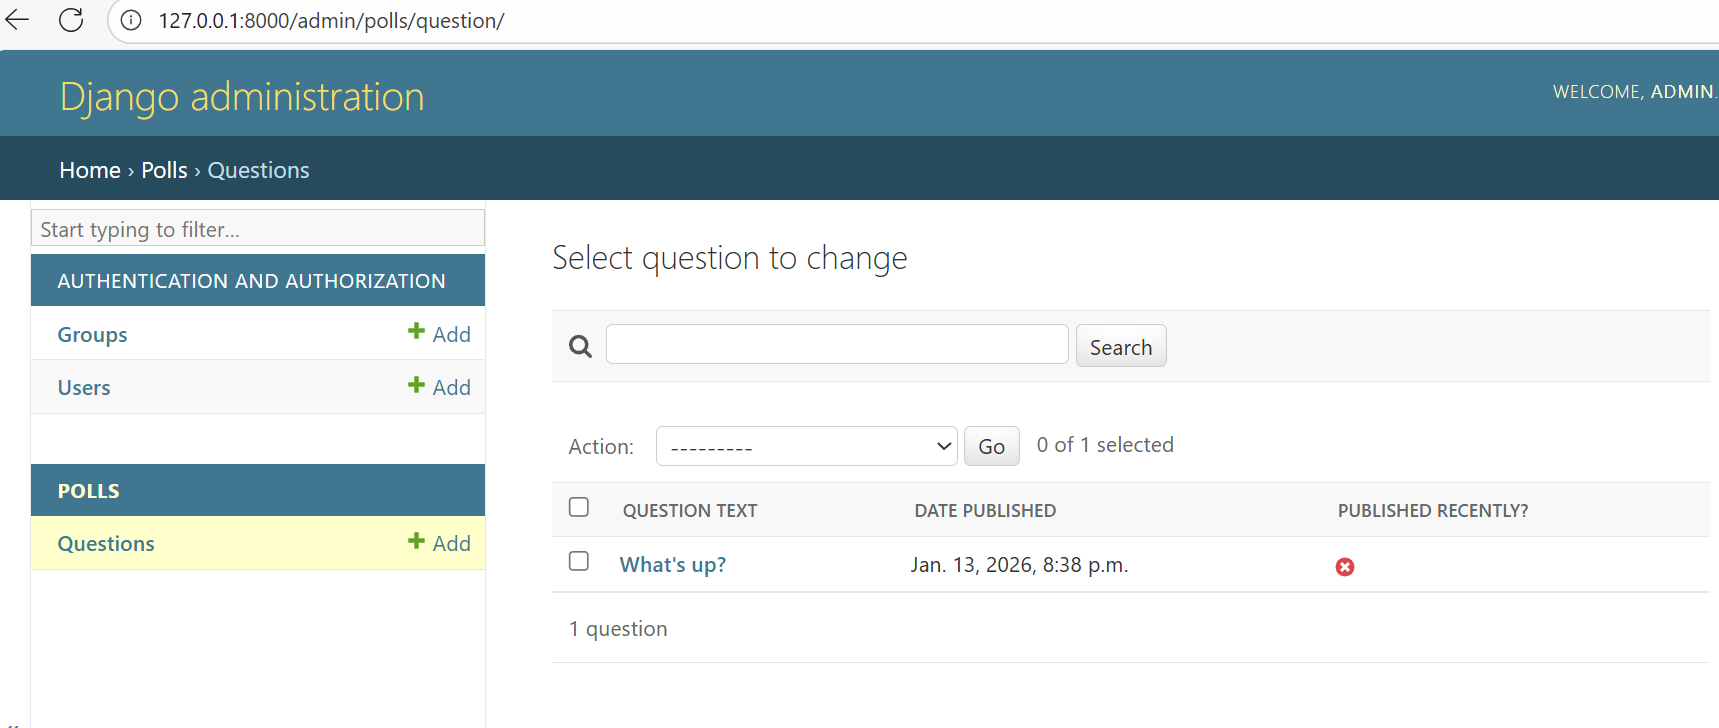 127.0.0.1:8000/admin/polls/question/
Django administration
WELCOME, ADMIN.
Home › Polls › Questions
Start typing to filter...
AUTHENTICATION AND AUTHORIZATION
Groups Add
Users Add
POLLS
Questions Add
«
Select question to change
Search
Action: --------- Go 0 of 1 selected
QUESTION TEXT DATE PUBLISHED PUBLISHED RECENTLY?
What's up? Jan. 13, 2026, 8:38 p.m.
1 question